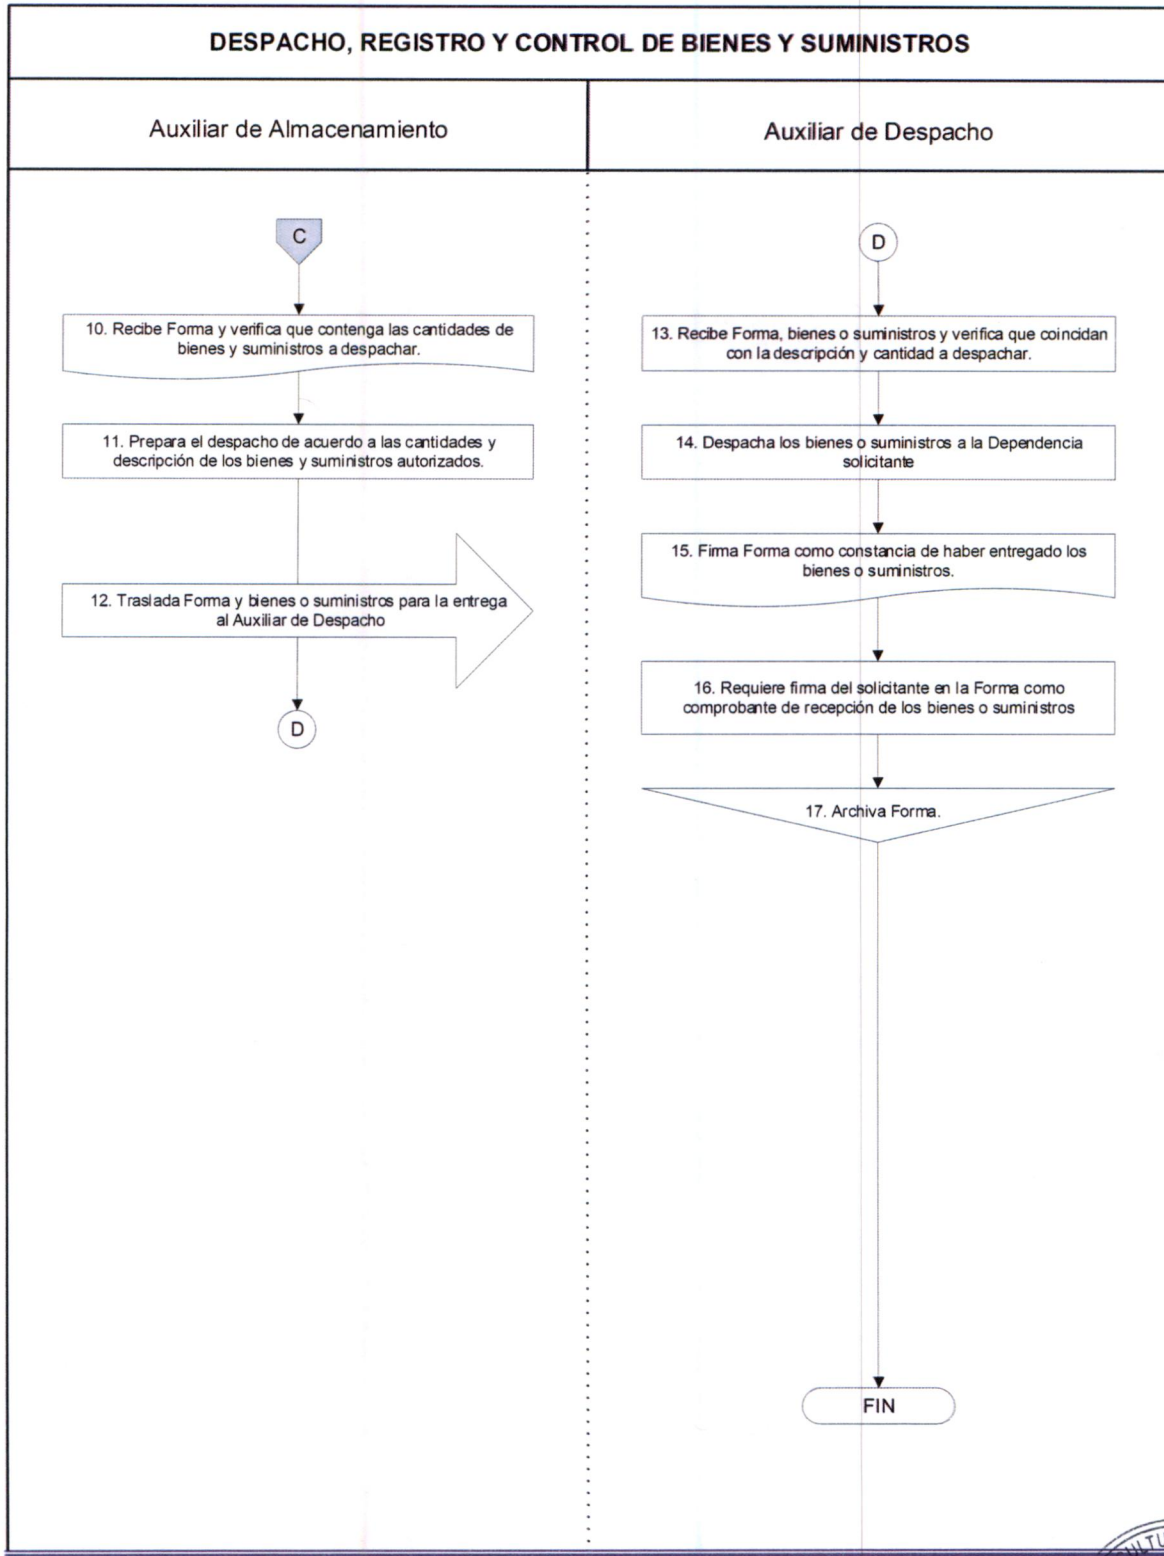 DESPACHO, REGISTRO Y CONTROL DE BIENES Y SUMINISTROS
Auxiliar de Almacenamiento
Auxiliar de Despacho
C
10. Recibe Forma y verifica que contenga las cantidades de
bienes y suministros a despachar.
11. Prepara el despacho de acuerdo a las cantidades y
descripción de los bienes y suministros autorizados.
12. Traslada Forma y bienes o suministros para la entrega
al Auxiliar de Despacho
D
D
13. Recibe Forma, bienes o suministros y verifica que coincidan
con la descripción y cantidad a despachar.
14. Despacha los bienes o suministros a la Dependencia
solicitante
15. Firma Forma como constancia de haber entregado los
bienes o suministros.
16. Requiere firma del solicitante en la Forma como
comprobante de recepción de los bienes o suministros
17. Archiva Forma.
FIN